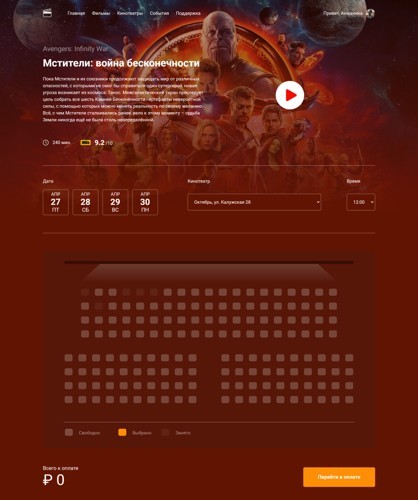 Главная Фильмы Кинотеатры События Поддержка
Привет,
Avengers: Infinity War
Мстители: война бесконечности
Пока Мстители и их союзники продолжают защищать мир от различных
опасностей, с которыми не смог бы справиться один супергерой, новая
угроза возникает из космоса: Танос. Межгалактический тиран преследует
цель собрать все шесть Камней Бесконечности - артефакты невероятной
силы, с помощью которых можно менять реальность по своему желанию.
Всё, с чем Мстители сталкивались ранее, вело к этому моменту – судьба
Земли никогда ещё не была столь неопределённой.
240 мин. 9.2 /10
Дата
Кинотеатр
Время
АПР 27 ПТ
АПР 28 СБ
АПР 29 ВС
АПР 30 ПН
Октябрь, ул. Калужская 28
12:00
Свободно Выбрано Занято
Всего к оплате
₽ 0
Перейти к оплате